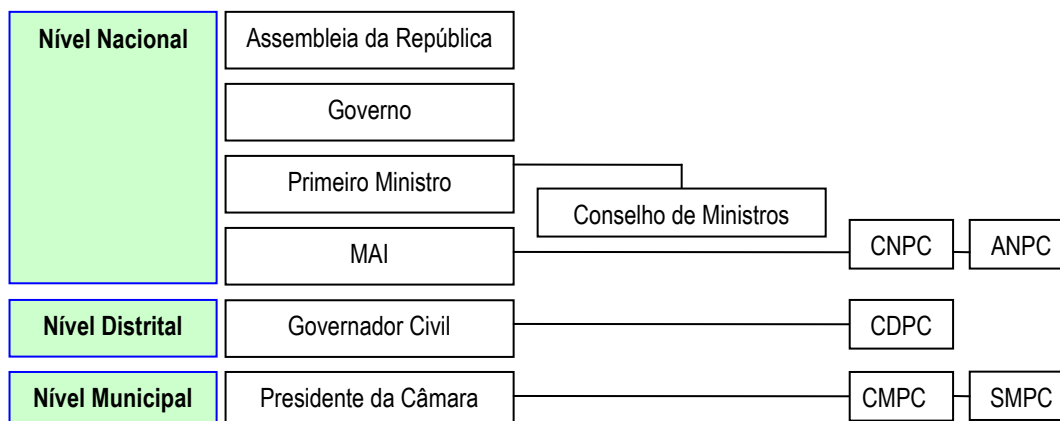 Nível Nacional
Assembleia da República
Governo
Primeiro Ministro
Conselho de Ministros
MAI
CNPC
ANPC
Nível Distrital
Governador Civil
CDPC
Nível Municipal
Presidente da Câmara
CMPC
SMPC